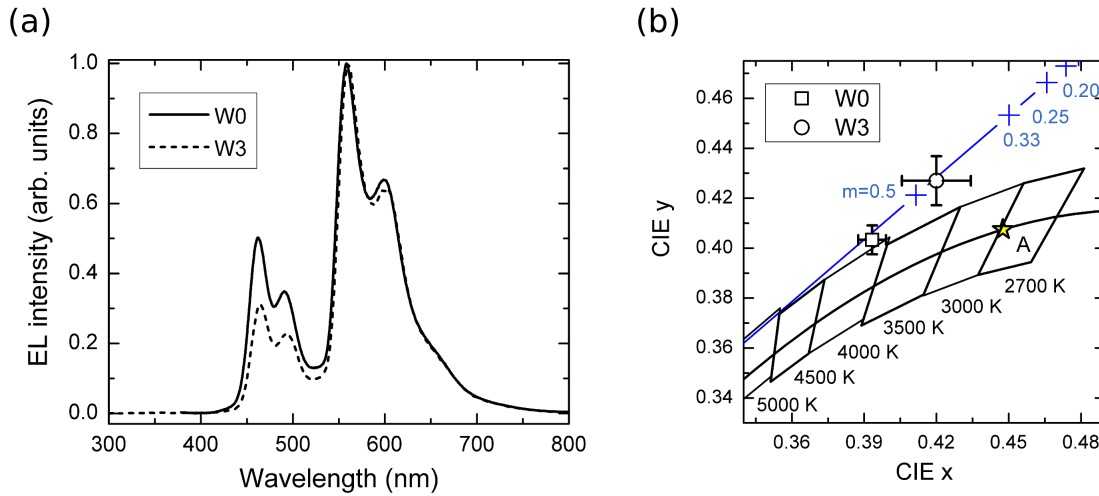 (a)
EL intensity (arb. units)
1.0
0.8
0.6
0.4
0.2
0.0
W0
W3
300 400 500 600 700 800
Wavelength (nm)
(b)
CIE y
0.46
0.44
0.42
0.40
0.38
0.36
0.34
W0
W3
0.20
0.25
0.33
m=0.5
A
2700 K
3000 K
3500 K
4000 K
4500 K
5000 K
0.36 0.39 0.42 0.45 0.48
CIE x